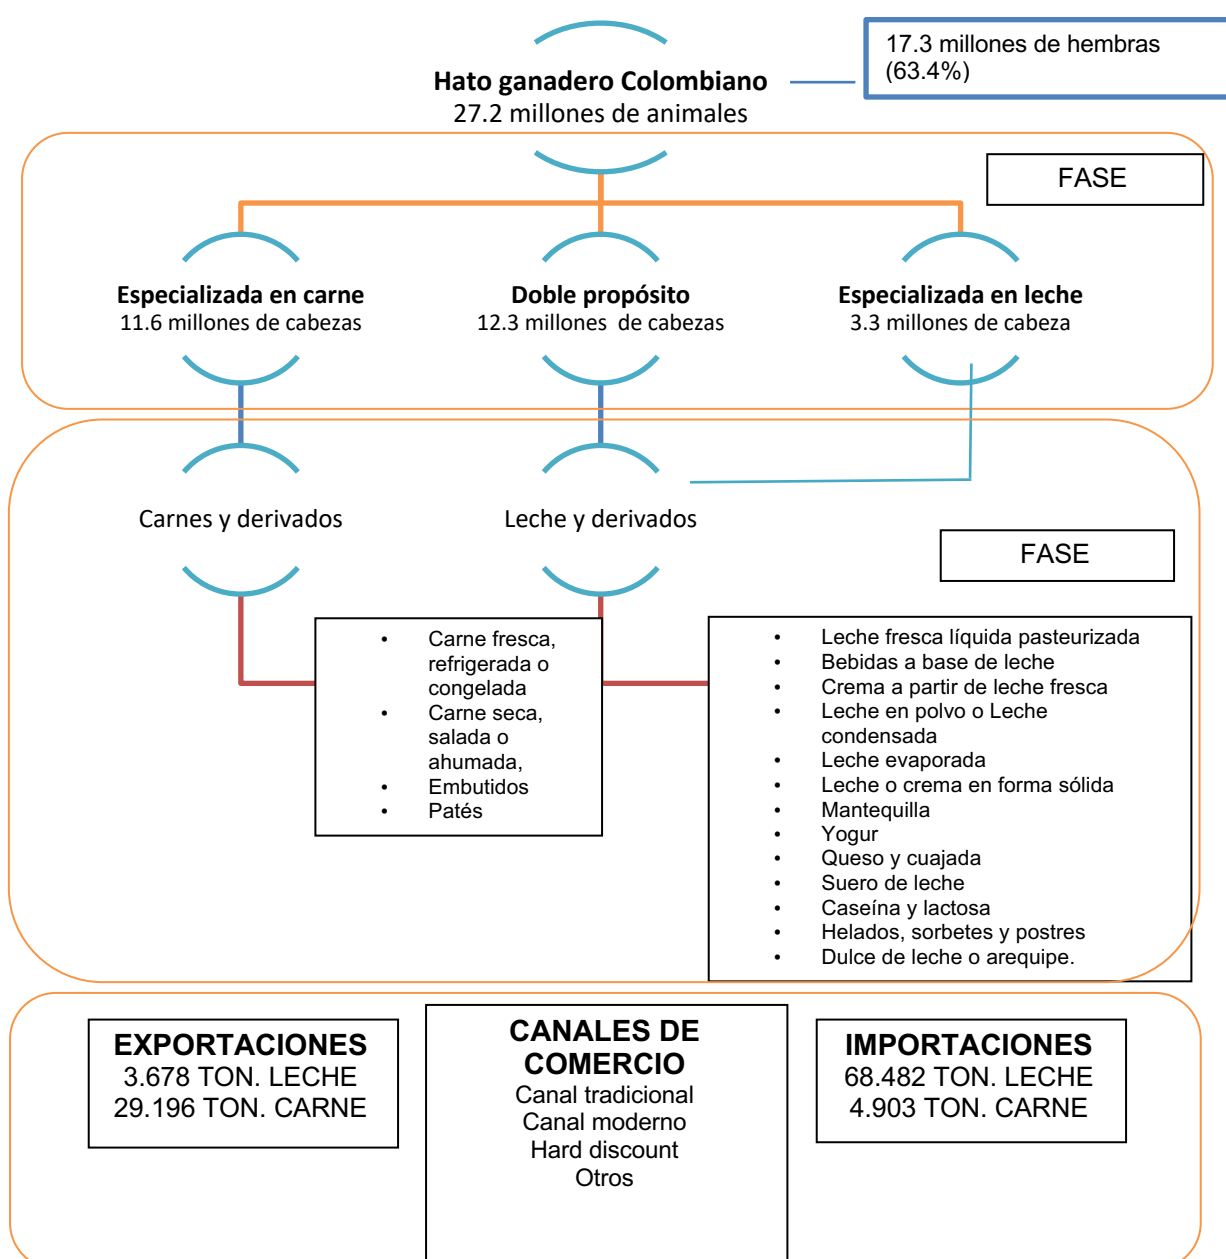 17.3 millones de hembras
(63.4%)
Hato ganadero Colombiano
27.2 millones de animales
FASE
Especializada en carne
11.6 millones de cabezas
Doble propósito
12.3 millones de cabezas
Especializada en leche
3.3 millones de cabeza
Carnes y derivados
Leche y derivados
FASE
• Carne fresca,
refrigerada o
congelada
• Carne seca,
salada o
ahumada,
• Embutidos
• Patés
• Leche fresca líquida pasteurizada
• Bebidas a base de leche
• Crema a partir de leche fresca
• Leche en polvo o Leche
condensada
• Leche evaporada
• Leche o crema en forma sólida
• Mantequilla
• Yogur
• Queso y cuajada
• Suero de leche
• Caseína y lactosa
• Helados, sorbetes y postres
• Dulce de leche o arequipe.
EXPORTACIONES
3.678 TON. LECHE
29.196 TON. CARNE
CANALES DE
COMERCIO
Canal tradicional
Canal moderno
Hard discount
Otros
IMPORTACIONES
68.482 TON. LECHE
4.903 TON. CARNE